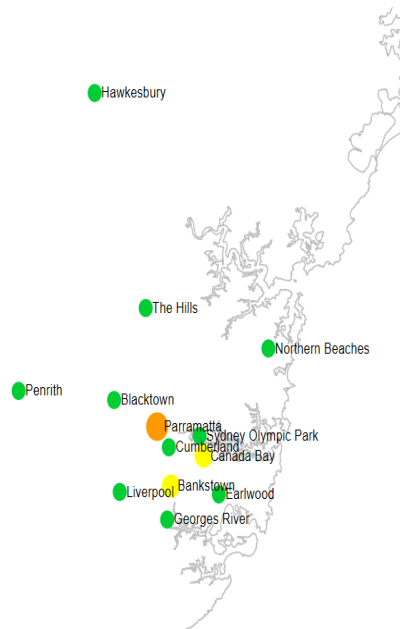 Hawkesbury
The Hills
Northern Beaches
Penrith
Blacktown
Parramatta
Sydney Olympic Park
Cumberland
Canada Bay
Bankstown
Liverpool
Earlwood
Georges River